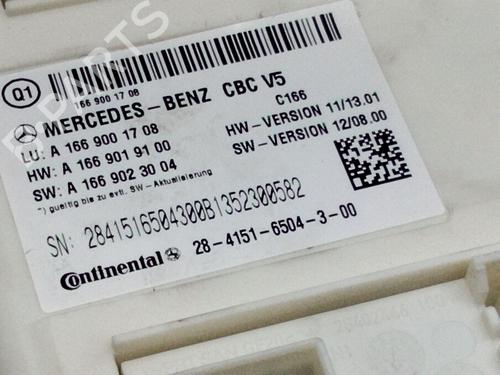 Q1
166 900 17 08
MERCEDES-BENZ CBC V5
C166
LU: A 166 900 17 08
HW-VERSION 11/13.01
HW: A 166 901 91 00
SW-VERSION 12/08.00
SW: A 166 902 30 04
*) gueltig bis zu evtl. SW-Aktualisierung
SN: 2841516504300B1352300582
Continental 28-4151-6504-3-00
PARTS